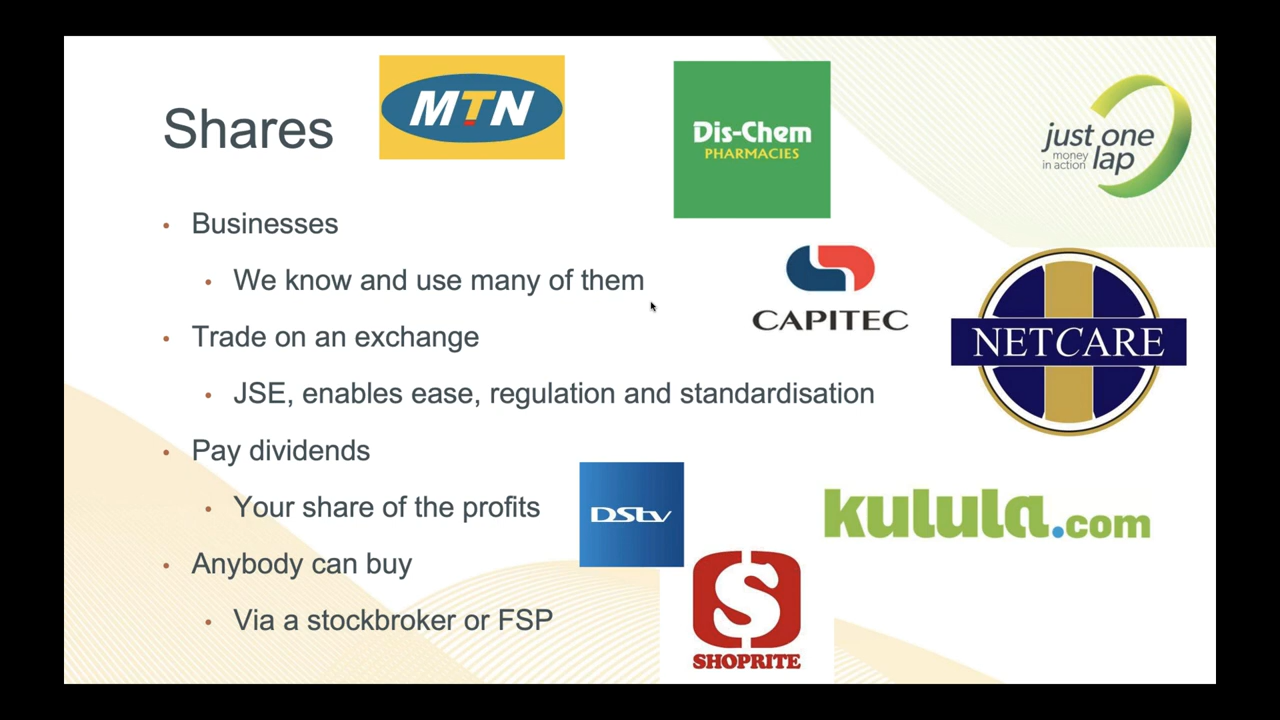 Shares
MTN
Dis-Chem
PHARMACIES
just one
money
in action lap
• Businesses
• We know and use many of them
CAPITEC
NETCARE
• Trade on an exchange
• JSE, enables ease, regulation and standardisation
• Pay dividends
• Your share of the profits
DStv
kulula.com
• Anybody can buy
• Via a stockbroker or FSP
S
SHOPRITE